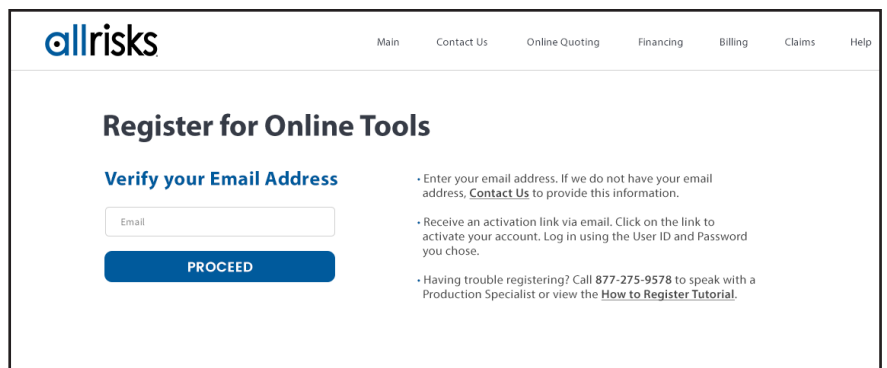 allrisks
Main Contact Us Online Quoting Financing Billing Claims Help
Register for Online Tools
Verify your Email Address
Email
PROCEED
• Enter your email address. If we do not have your email
address, Contact Us to provide this information.
• Receive an activation link via email. Click on the link to
activate your account. Log in using the User ID and Password
you chose.
• Having trouble registering? Call 877-275-9578 to speak with a
Production Specialist or view the How to Register Tutorial.